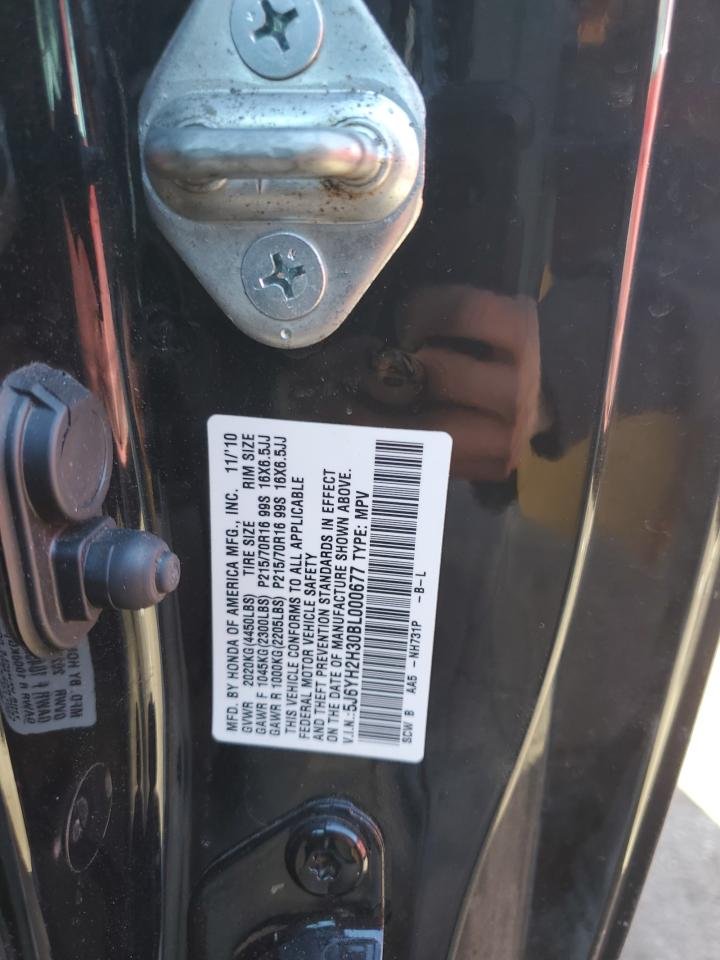 MFD. BY HONDA OF AMERICA MFG., INC. 11/'10
GVWR 2020KG(4450LBS) TIRE SIZE RIM SIZE
GAWR F 1045KG(2300LBS) P215/70R16 99S 16X6.5JJ
GAWR R 1000KG(2205LBS) P215/70R16 99S 16X6.5JJ
THIS VEHICLE CONFORMS TO ALL APPLICABLE
FEDERAL MOTOR VEHICLE SAFETY
AND THEFT PREVENTION STANDARDS IN EFFECT
ON THE DATE OF MANUFACTURE SHOWN ABOVE.
V.I.N.:5J6YH2H30BL000677 TYPE: MPV
SCW B AA5 -NH731P -B-L
MFD. BY HO